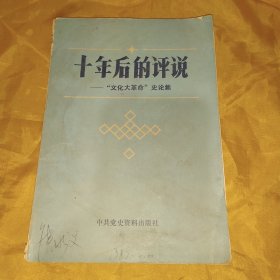 十年后的评说
——“文化大革命”史论集
中共党史资料出版社